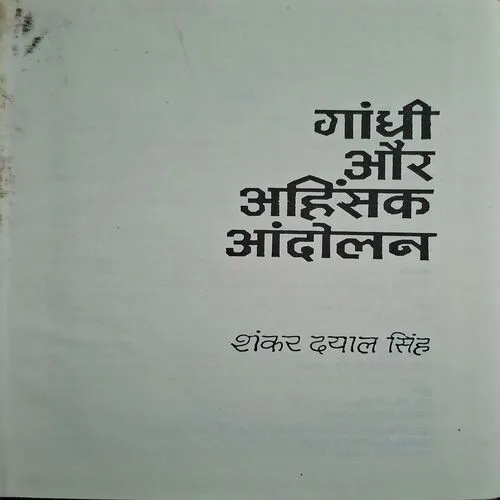 गांधी
और
अहिंसक
आंदोलन
शंकर दयाल सिंह